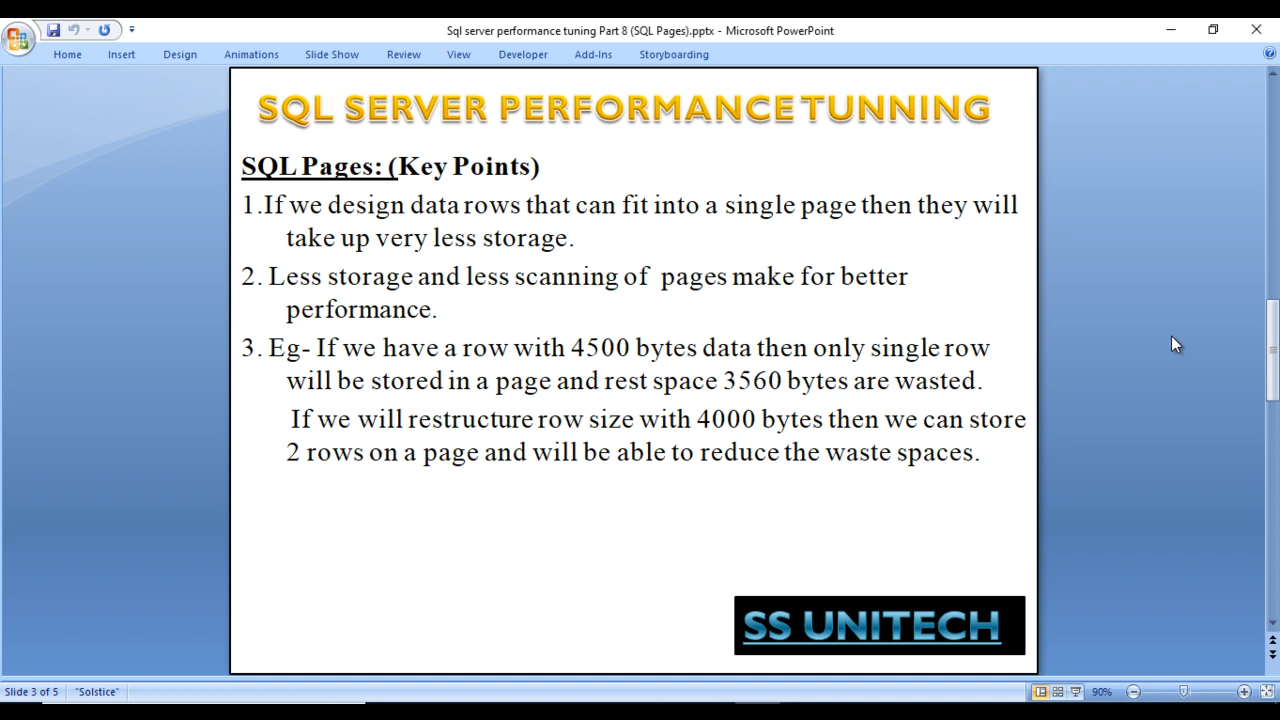 Sql server performance tuning Part 8 (SQL Pages).pptx - Microsoft PowerPoint
Home Insert Design Animations Slide Show Review View Developer Add-Ins Storyboarding
SQL SERVER PERFORMANCE TUNNING
SQL Pages: (Key Points)
1.If we design data rows that can fit into a single page then they will
take up very less storage.
2. Less storage and less scanning of pages make for better
performance.
3. Eg- If we have a row with 4500 bytes data then only single row
will be stored in a page and rest space 3560 bytes are wasted.
If we will restructure row size with 4000 bytes then we can store
2 rows on a page and will be able to reduce the waste spaces.
SS UNITECH
Slide 3 of 5 "Solstice" 90%